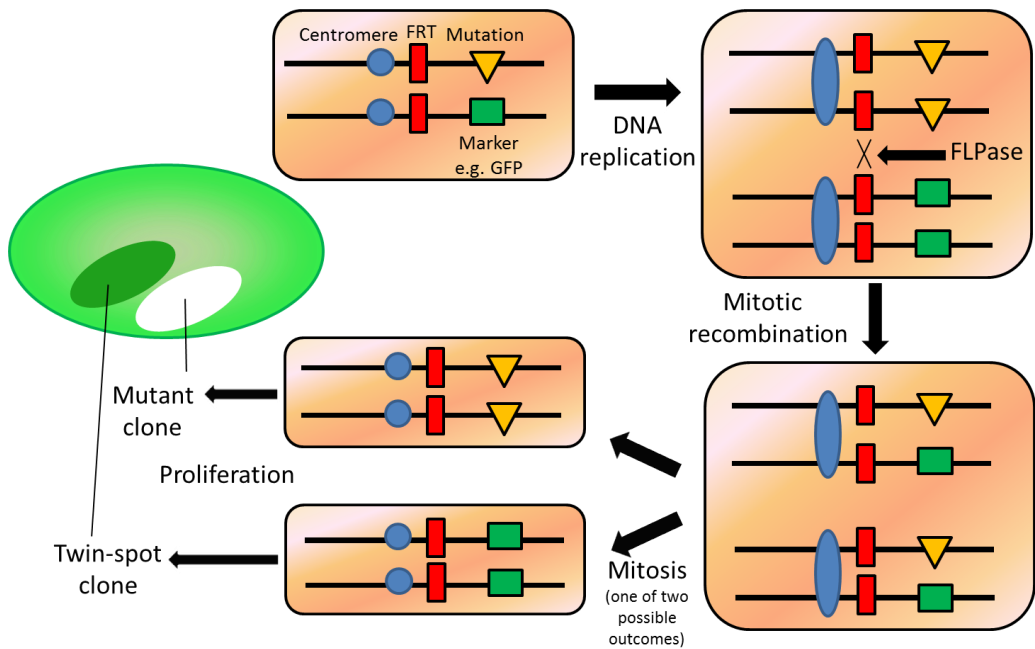 Centromere FRT Mutation
Marker
e.g. GFP
DNA
replication
FLPase
Mitotic
recombination
Mutant
clone
Proliferation
Twin-spot
clone
Mitosis
(one of two
possible
outcomes)